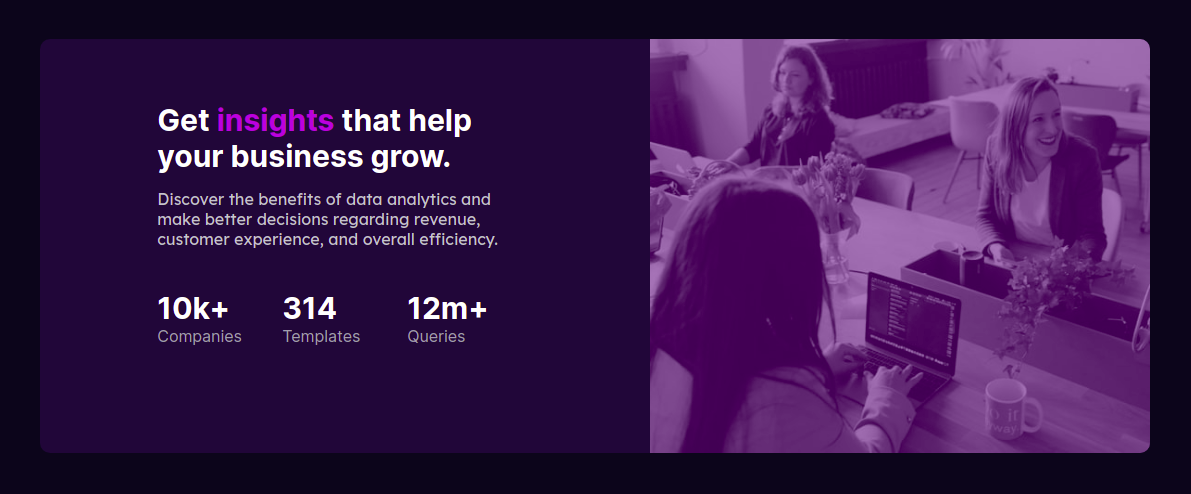 Get insights that help
your business grow.
Discover the benefits of data analytics and
make better decisions regarding revenue,
customer experience, and overall efficiency.
10k+ 314 12m+
Companies Templates Queries